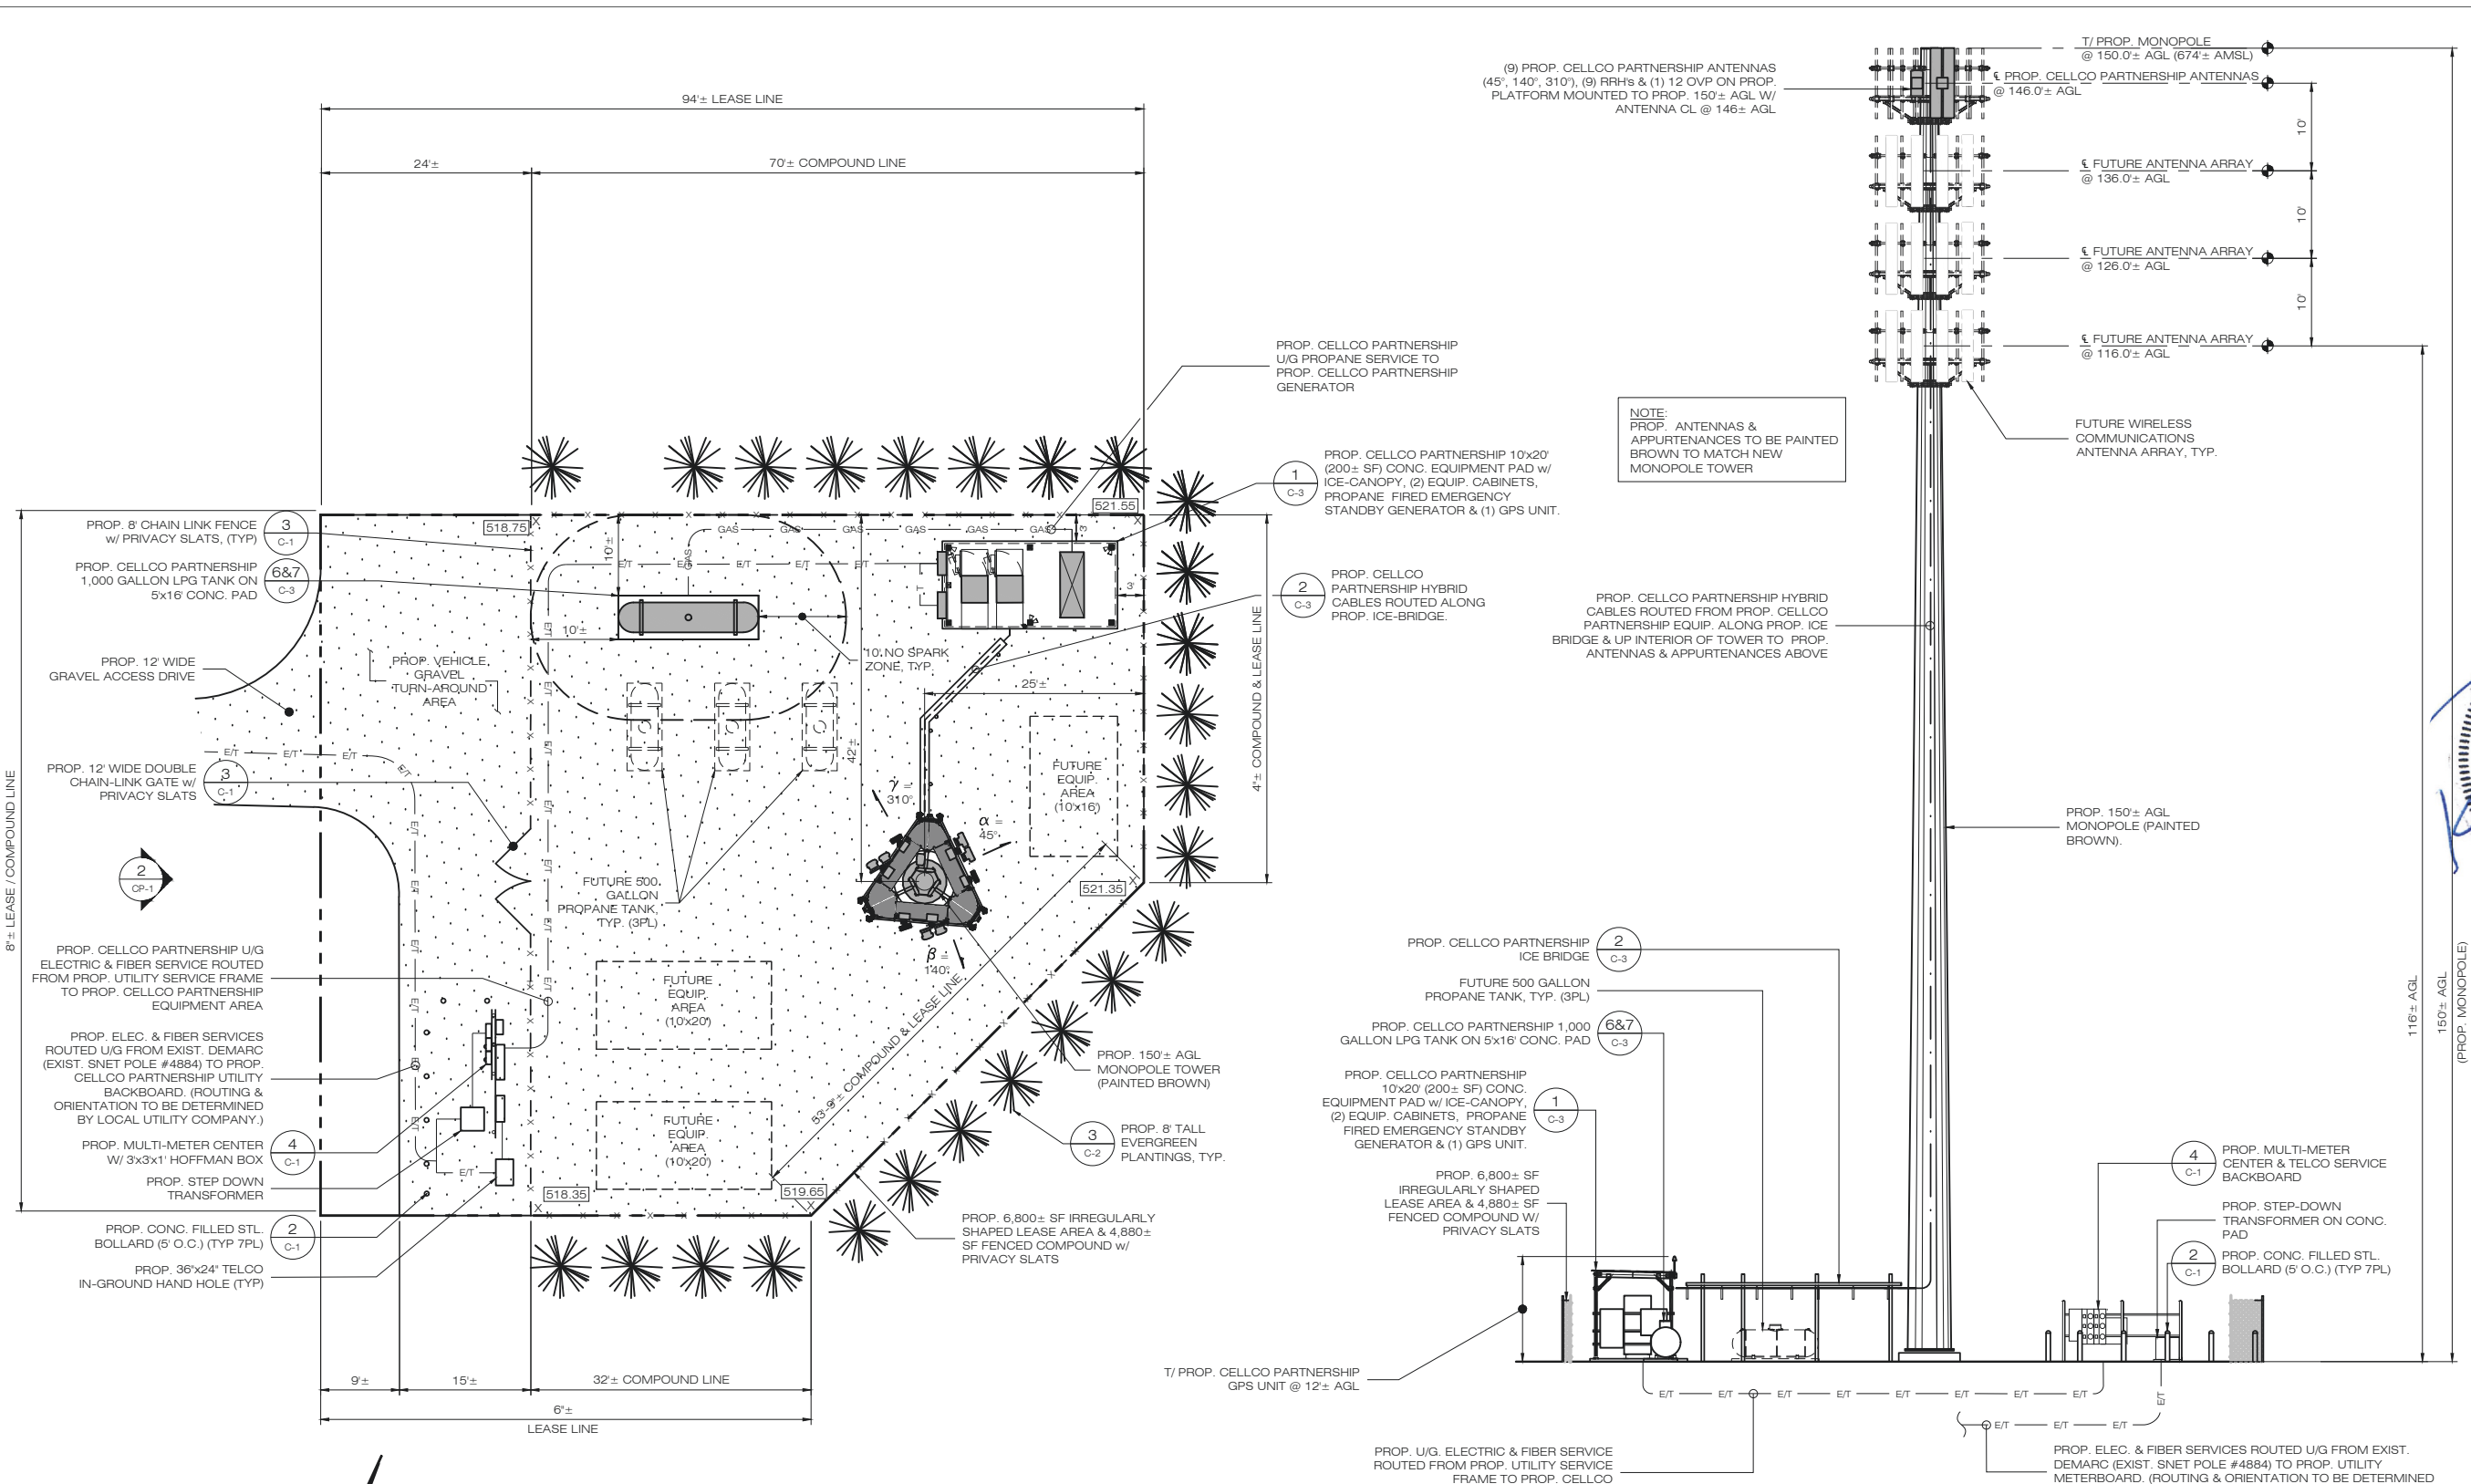 94'± LEASE LINE
24'±
70'± COMPOUND LINE
8"± LEASE / COMPOUND LINE
PROP. 8' CHAIN LINK FENCE
w/ PRIVACY SLATS, (TYP)
3
C-1
PROP. CELLCO PARTNERSHIP
1,000 GALLON LPG TANK ON
5'x16' CONC. PAD
6&7
C-3
PROP. 12' WIDE
GRAVEL ACCESS DRIVE
PROP. 12' WIDE DOUBLE
CHAIN-LINK GATE w/
PRIVACY SLATS
3
C-1
2
CP-1
PROP. CELLCO PARTNERSHIP U/G
ELECTRIC & FIBER SERVICE ROUTED
FROM PROP. UTILITY SERVICE FRAME
TO PROP. CELLCO PARTNERSHIP
EQUIPMENT AREA
PROP. ELEC. & FIBER SERVICES
ROUTED U/G FROM EXIST. DEMARC
(EXIST. SNET POLE #4884) TO PROP.
CELLCO PARTNERSHIP UTILITY
BACKBOARD. (ROUTING &
ORIENTATION TO BE DETERMINED
BY LOCAL UTILITY COMPANY.)
PROP. MULTI-METER CENTER
W/ 3'x3'x1' HOFFMAN BOX
4
C-1
PROP. STEP DOWN
TRANSFORMER
PROP. CONC. FILLED STL.
BOLLARD (5' O.C.) (TYP 7PL)
2
C-1
PROP. 36"x24" TELCO
IN-GROUND HAND HOLE (TYP)
518.75
521.55
GAS GAS GAS GAS GAS GAS
GAS
3'
10'±
E/T E/T E/T E/T E/T
T
3'
10'±
10' NO SPARK
ZONE, TYP.
PROP. VEHICLE
GRAVEL
TURN-AROUND
AREA
25'±
42'±
E/T E/T E/T E/T
E/T E/T E/T E/T E/T
E/T E/T E/T E/T E/T E/T E/T
FUTURE
EQUIP.
AREA
(10'x16')
γ =
310°
α =
45°
β =
140°
521.35
FUTURE 500
GALLON
PROPANE TANK,
TYP. (3PL)
FUTURE
EQUIP.
AREA
(10'x20')
FUTURE
EQUIP.
AREA
(10'x20')
53'-9"± COMPOUND & LEASE LINE
4"± COMPOUND & LEASE LINE
E/T
518.35
519.65
9'±
15'±
32'± COMPOUND LINE
6"±
LEASE LINE
PROP. CELLCO PARTNERSHIP
U/G PROPANE SERVICE TO
PROP. CELLCO PARTNERSHIP
GENERATOR
1
C-3
PROP. CELLCO PARTNERSHIP 10'x20'
(200± SF) CONC. EQUIPMENT PAD w/
ICE-CANOPY, (2) EQUIP. CABINETS,
PROPANE FIRED EMERGENCY
STANDBY GENERATOR & (1) GPS UNIT.
2
C-3
PROP. CELLCO
PARTNERSHIP HYBRID
CABLES ROUTED ALONG
PROP. ICE-BRIDGE.
PROP. 150'± AGL
MONOPOLE TOWER
(PAINTED BROWN)
3
C-2
PROP. 8' TALL
EVERGREEN
PLANTINGS, TYP.
PROP. 6,800± SF IRREGULARLY
SHAPED LEASE AREA & 4,880±
SF FENCED COMPOUND w/
PRIVACY SLATS
(9) PROP. CELLCO PARTNERSHIP ANTENNAS
(45°, 140°, 310°), (9) RRH's & (1) 12 OVP ON PROP.
PLATFORM MOUNTED TO PROP. 150'± AGL W/
ANTENNA CL @ 146± AGL
T/ PROP. MONOPOLE
@ 150.0'± AGL (674'± AMSL)
℄ PROP. CELLCO PARTNERSHIP ANTENNAS
@ 146.0'± AGL
10'
℄ FUTURE ANTENNA ARRAY
@ 136.0'± AGL
10'
℄ FUTURE ANTENNA ARRAY
@ 126.0'± AGL
10'
℄ FUTURE ANTENNA ARRAY
@ 116.0'± AGL
NOTE:
PROP. ANTENNAS &
APPURTENANCES TO BE PAINTED
BROWN TO MATCH NEW
MONOPOLE TOWER
FUTURE WIRELESS
COMMUNICATIONS
ANTENNA ARRAY, TYP.
PROP. CELLCO PARTNERSHIP HYBRID
CABLES ROUTED FROM PROP. CELLCO
PARTNERSHIP EQUIP. ALONG PROP. ICE
BRIDGE & UP INTERIOR OF TOWER TO PROP.
ANTENNAS & APPURTENANCES ABOVE
PROP. 150'± AGL
MONOPOLE (PAINTED
BROWN).
116'± AGL
150'± AGL
(PROP. MONOPOLE)
PROP. CELLCO PARTNERSHIP
ICE BRIDGE
2
C-3
FUTURE 500 GALLON
PROPANE TANK, TYP. (3PL)
PROP. CELLCO PARTNERSHIP 1,000
GALLON LPG TANK ON 5'x16' CONC. PAD
6&7
C-3
PROP. CELLCO PARTNERSHIP
10'x20' (200± SF) CONC.
EQUIPMENT PAD w/ ICE-CANOPY,
(2) EQUIP. CABINETS, PROPANE
FIRED EMERGENCY STANDBY
GENERATOR & (1) GPS UNIT.
1
C-3
PROP. 6,800± SF
IRREGULARLY SHAPED
LEASE AREA & 4,880± SF
FENCED COMPOUND W/
PRIVACY SLATS
4
C-1
PROP. MULTI-METER
CENTER & TELCO SERVICE
BACKBOARD
PROP. STEP-DOWN
TRANSFORMER ON CONC.
PAD
2
C-1
PROP. CONC. FILLED STL.
BOLLARD (5' O.C.) (TYP 7PL)
T/ PROP. CELLCO PARTNERSHIP
GPS UNIT @ 12'± AGL
E/T E/T E/T E/T E/T E/T E/T E/T
E/T E/T E/T E/T
PROP. U/G. ELECTRIC & FIBER SERVICE
ROUTED FROM PROP. UTILITY SERVICE
FRAME TO PROP. CELLCO
PROP. ELEC. & FIBER SERVICES ROUTED U/G FROM EXIST.
DEMARC (EXIST. SNET POLE #4884) TO PROP. UTILITY
METERBOARD. (ROUTING & ORIENTATION TO BE DETERMINED